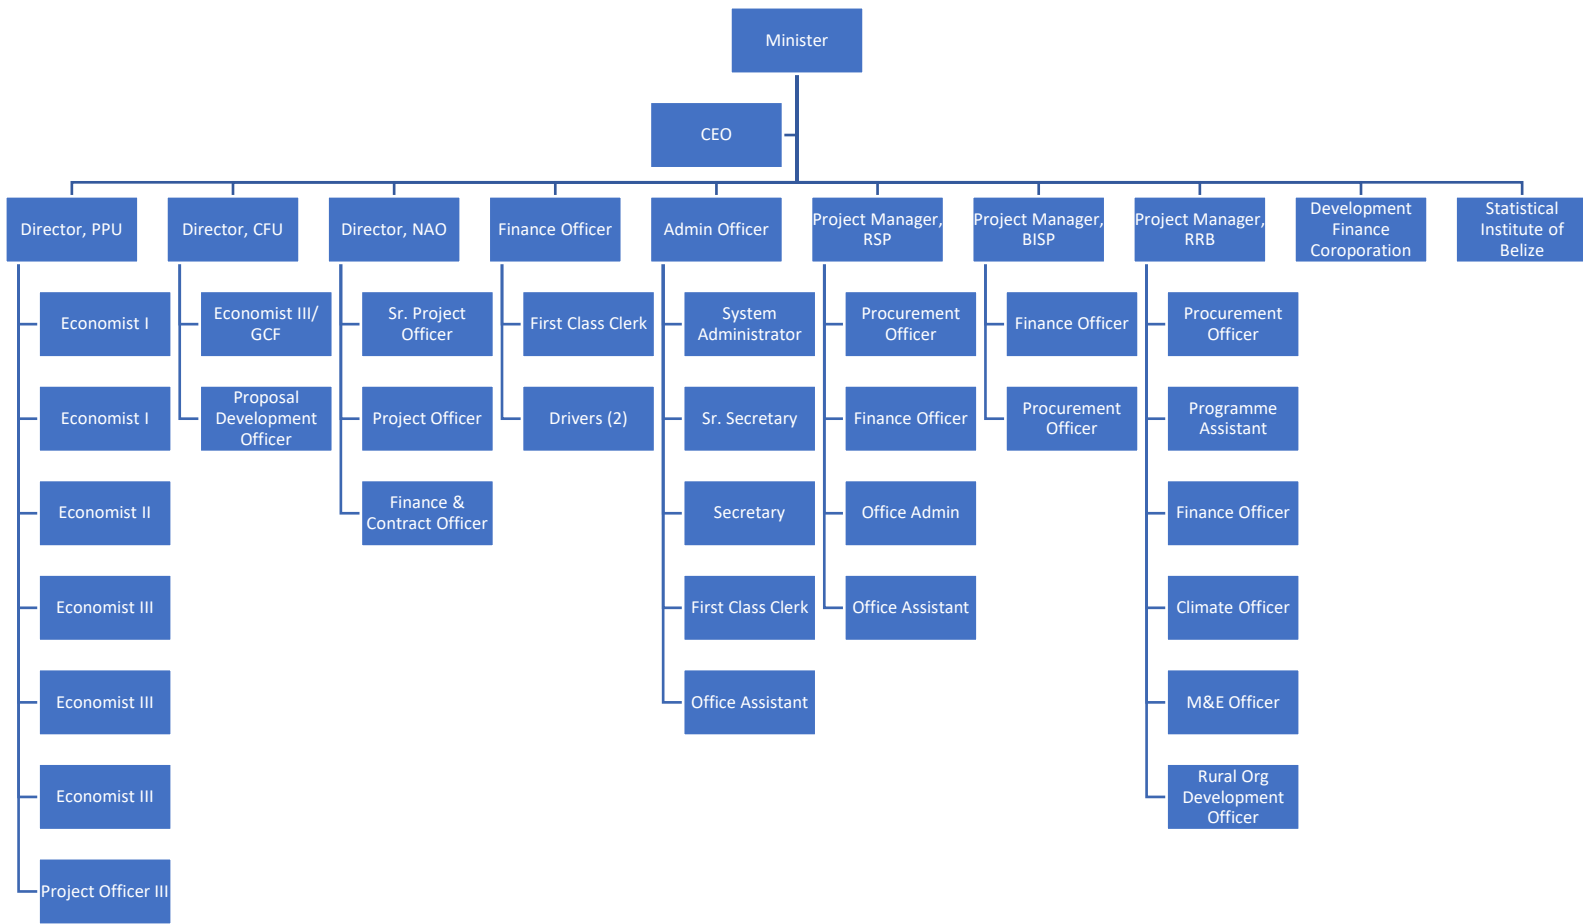 Minister
CEO
Director, PPU
Director, CFU
Director, NAO
Finance Officer
Admin Officer
Project Manager,
RSP
Project Manager,
BISP
Project Manager,
RRB
Development
Finance
Coroporation
Statistical
Institute of
Belize
Economist I
Economist III/
GCF
Sr. Project
Officer
First Class Clerk
System
Administrator
Procurement
Officer
Finance Officer
Procurement
Officer
Economist I
Proposal
Development
Officer
Project Officer
Drivers (2)
Sr. Secretary
Finance Officer
Procurement
Officer
Programme
Assistant
Economist II
Finance &
Contract Officer
Secretary
Office Admin
Finance Officer
Economist III
First Class Clerk
Office Assistant
Climate Officer
Economist III
Office Assistant
M&E Officer
Economist III
Rural Org
Development
Officer
Project Officer III